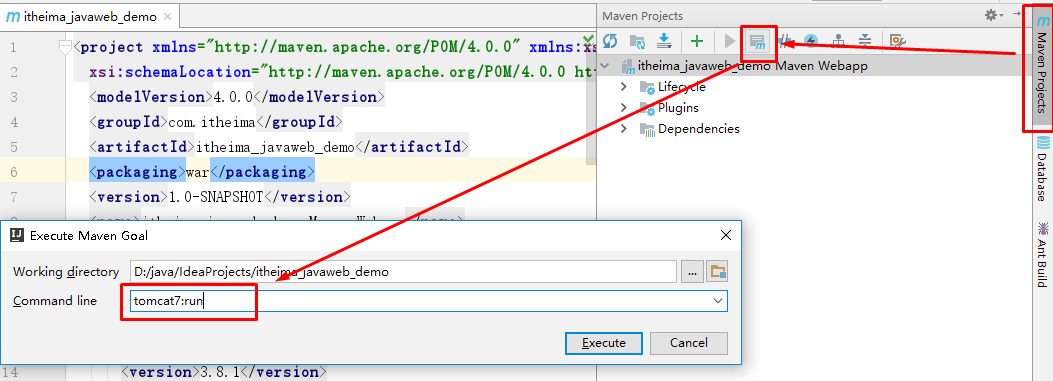 itheima_javaweb_demo
1 <project xmlns="http://maven.apache.org/POM/4.0.0" xmlns:xs
2 xsi:schemaLocation="http://maven.apache.org/POM/4.0.0 ht
3 <modelVersion>4.0.0</modelVersion>
4 <groupId>com.itheima</groupId>
5 <artifactId>itheima_javaweb_demo</artifactId>
6 <packaging>war</packaging>
7 <version>1.0-SNAPSHOT</version>
14 <version>3.8.1</version>
Maven Projects
itheima_javaweb_demo Maven Webapp
Lifecycle
Plugins
Dependencies
Maven Projects
Database
Ant Build
Execute Maven Goal
Working directory D:/java/IdeaProjects/itheima_javaweb_demo ...
Command line tomcat7:run
Execute Cancel